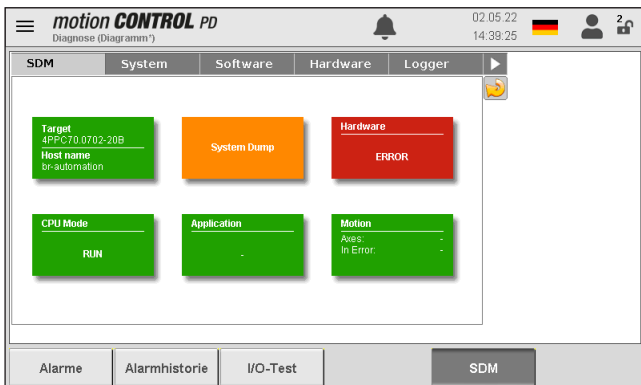 motion CONTROL PD
Diagnose (Diagramm*)
02.05.22
14:39:25
2
SDM System Software Hardware Logger
Target
4PPC70.0702-20B
Host name
br-automation
System Dump
Hardware
ERROR
CPU Mode
RUN
Application
-
Motion
Axes: -
In Error: -
Alarme Alarmhistorie I/O-Test SDM